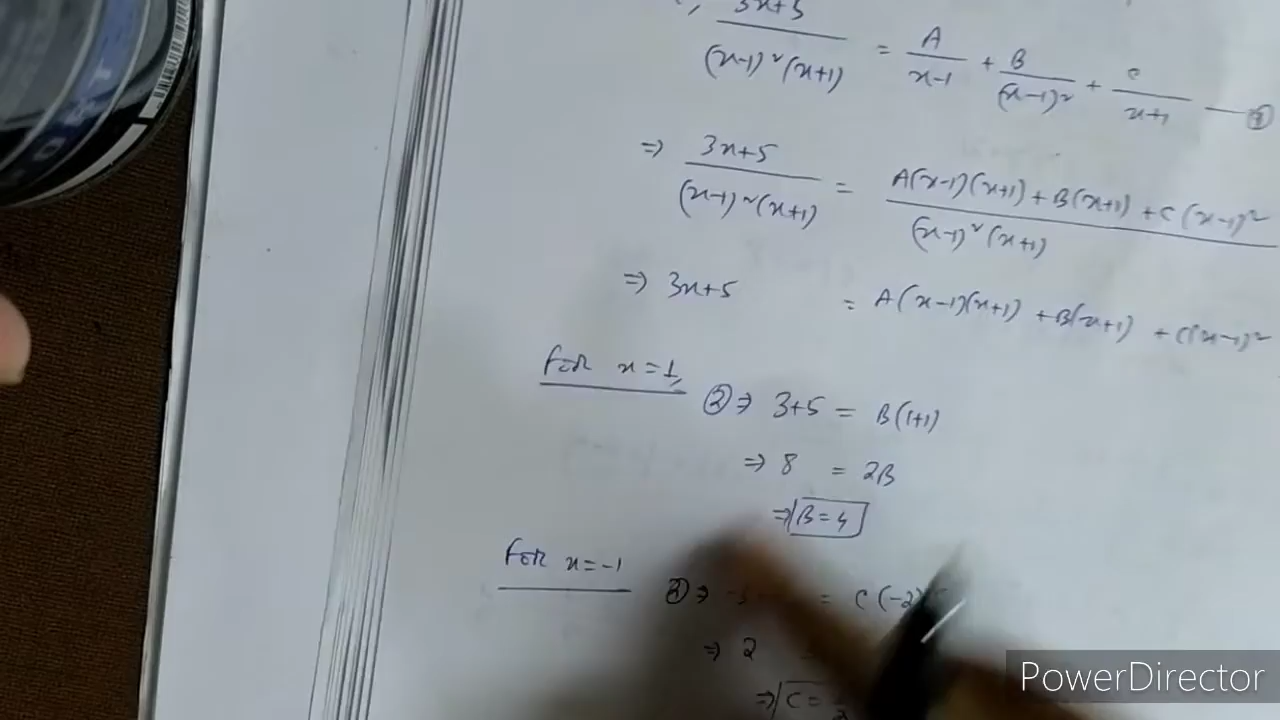 3x+5/(x-1)²(x+1) = A/x-1 + B/(x-1)² + C/x+1 —①
⇒ 3x+5/(x-1)²(x+1) = A(x-1)(x+1) + B(x+1) + C(x-1)²/(x-1)²(x+1)
⇒ 3x+5 = A(x-1)(x+1) + B(x+1) + C(x-1)²
For x=1, ②⇒ 3+5 = B(1+1)
⇒ 8 = 2B
⇒ B=4
For x=-1 ②⇒ = C(-2)
⇒ 2
⇒ C=
PowerDirector